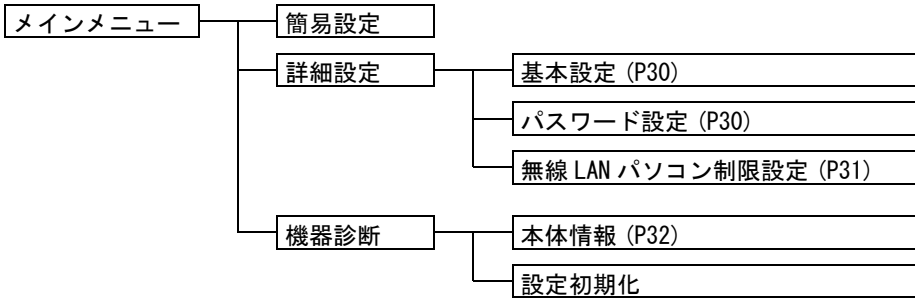 メインメニュー
簡易設定
詳細設定
基本設定 (P30)
パスワード設定 (P30)
無線 LAN パソコン制限設定 (P31)
機器診断
本体情報 (P32)
設定初期化